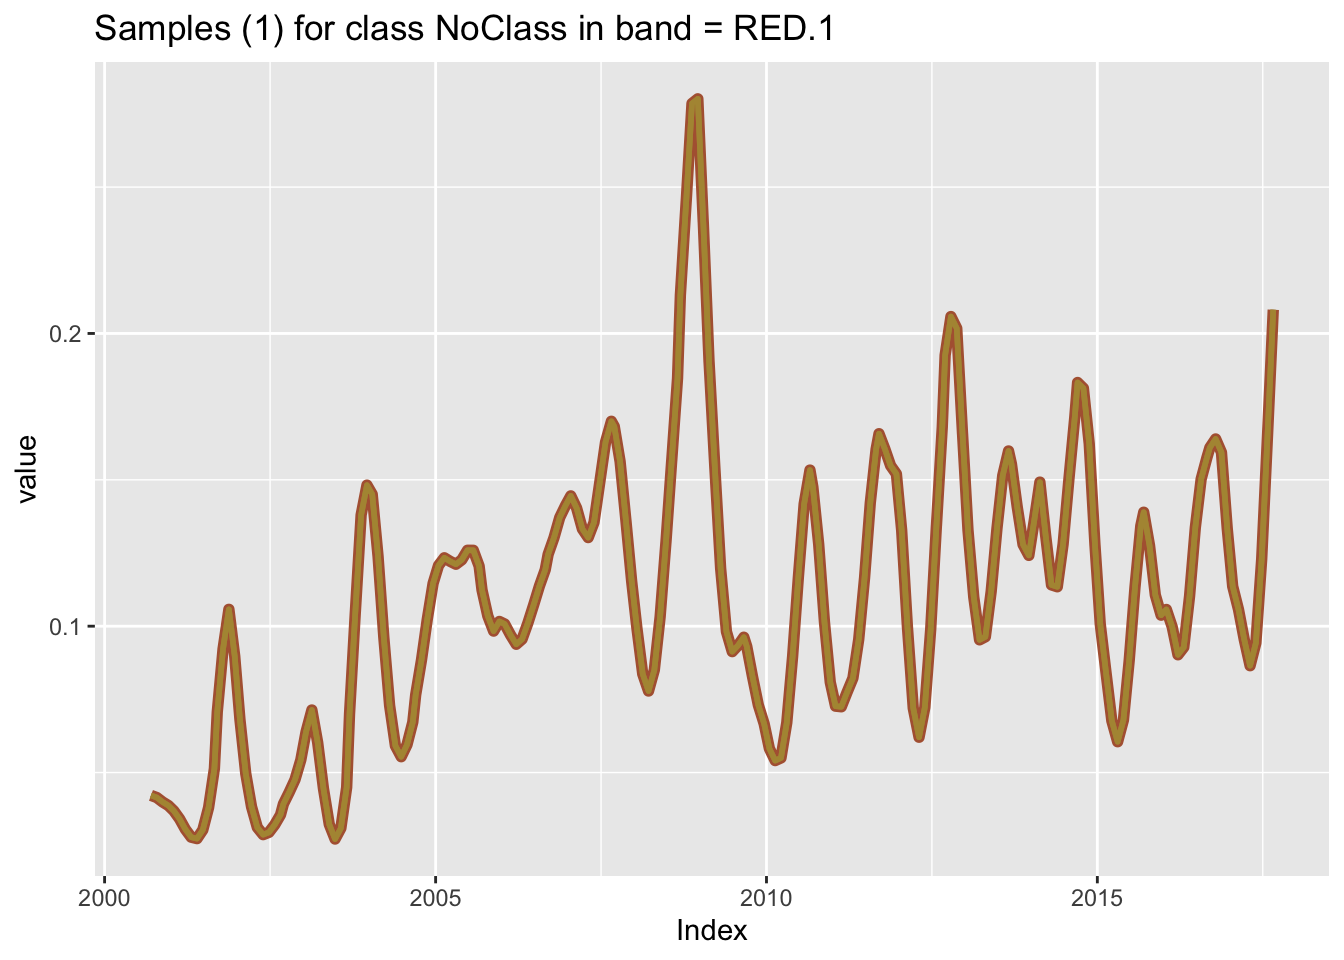 Samples (1) for class NoClass in band = RED.1
value
0.2
0.1
2000 2005 2010 2015
Index